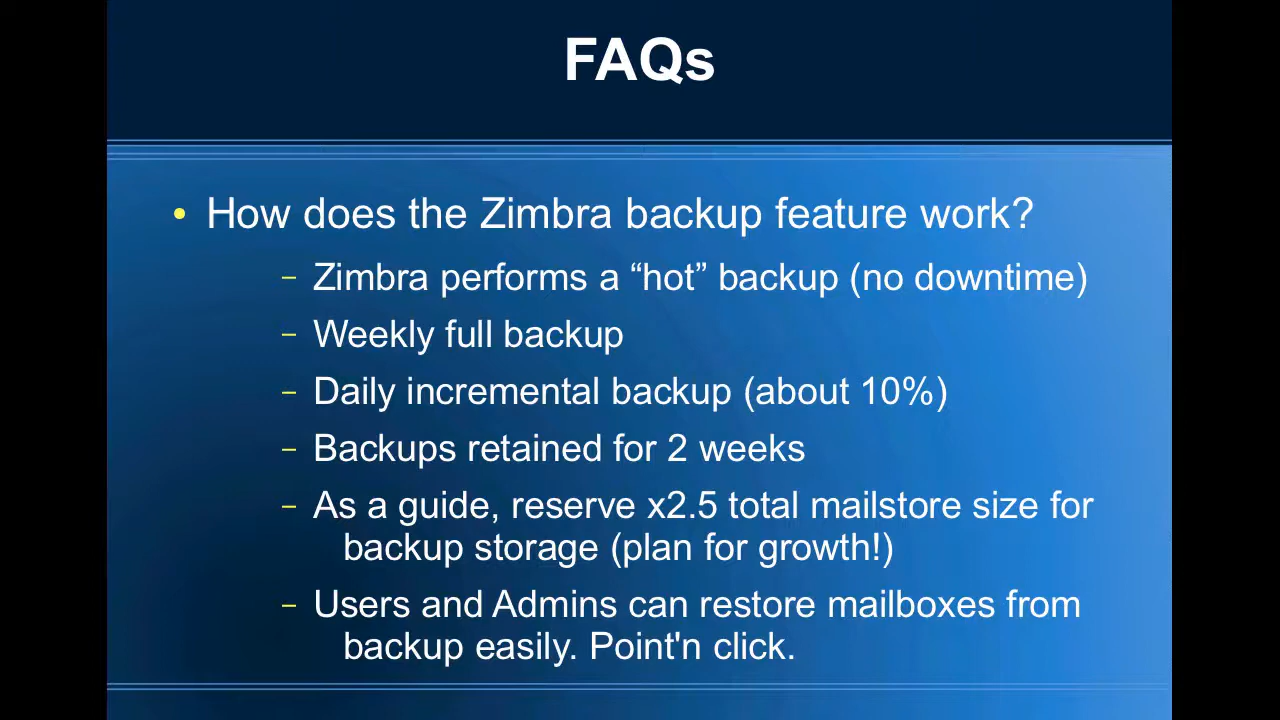 FAQs
• How does the Zimbra backup feature work?
– Zimbra performs a “hot” backup (no downtime)
– Weekly full backup
– Daily incremental backup (about 10%)
– Backups retained for 2 weeks
– As a guide, reserve x2.5 total mailstore size for
backup storage (plan for growth!)
– Users and Admins can restore mailboxes from
backup easily. Point'n click.